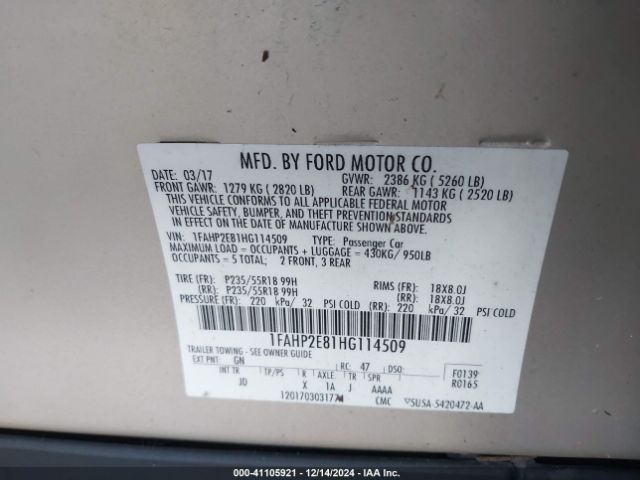 MFD. BY FORD MOTOR CO.
DATE: 03/17 GVWR: 2386 KG ( 5260 LB)
FRONT GAWR: 1279 KG ( 2820 LB) REAR GAWR: 1143 KG ( 2520 LB)
THIS VEHICLE CONFORMS TO ALL APPLICABLE FEDERAL MOTOR
VEHICLE SAFETY, BUMPER, AND THEFT PREVENTION STANDARDS
IN EFFECT ON THE DATE OF MANUFACTURE SHOWN ABOVE.
VIN: 1FAHP2E81HG114509 TYPE: Passenger Car
MAXIMUM LOAD = OCCUPANTS + LUGGAGE = 430KG/ 950LB
OCCUPANTS = 5 TOTAL; 2 FRONT, 3 REAR
TIRE (FR): P235/55R18 99H RIMS (FR): 18X8.0J
(RR): P235/55R18 99H (RR): 18X8.0J
PRESSURE (FR): 220 kPa/ 32 PSI COLD (RR): 220 kPa/ 32 PSI COLD
1FAHP2E81HG114509
TRAILER TOWING - SEE OWNER GUIDE
EXT PNT: GN RC: 47 DSO: F0139
INT TR TP/PS R AXLE TR SPR R0165
JD X 1A J AAAA
12017030317 CMC ▽SUSA-5420472-AA
000-41105921 - 12/14/2024 - IAAI.COM